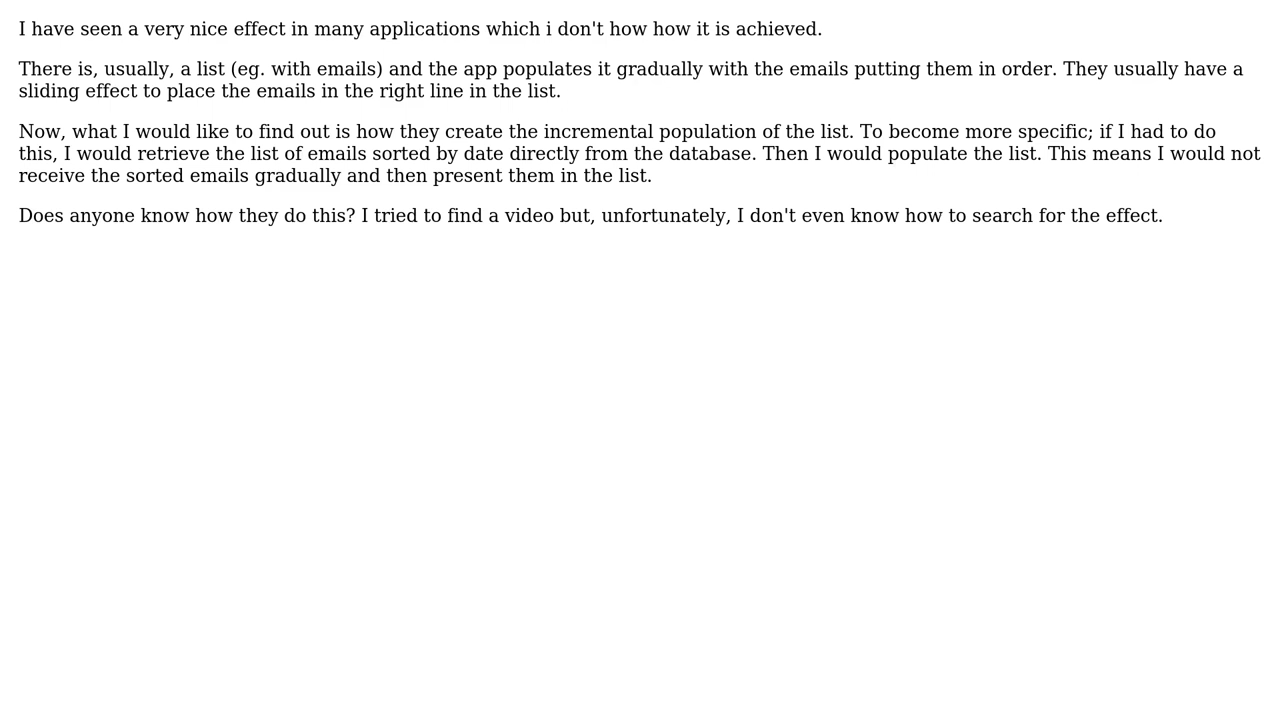 I have seen a very nice effect in many applications which i don't how how it is achieved.
There is, usually, a list (eg. with emails) and the app populates it gradually with the emails putting them in order. They usually have a
sliding effect to place the emails in the right line in the list.
Now, what I would like to find out is how they create the incremental population of the list. To become more specific; if I had to do
this, I would retrieve the list of emails sorted by date directly from the database. Then I would populate the list. This means I would not
receive the sorted emails gradually and then present them in the list.
Does anyone know how they do this? I tried to find a video but, unfortunately, I don't even know how to search for the effect.